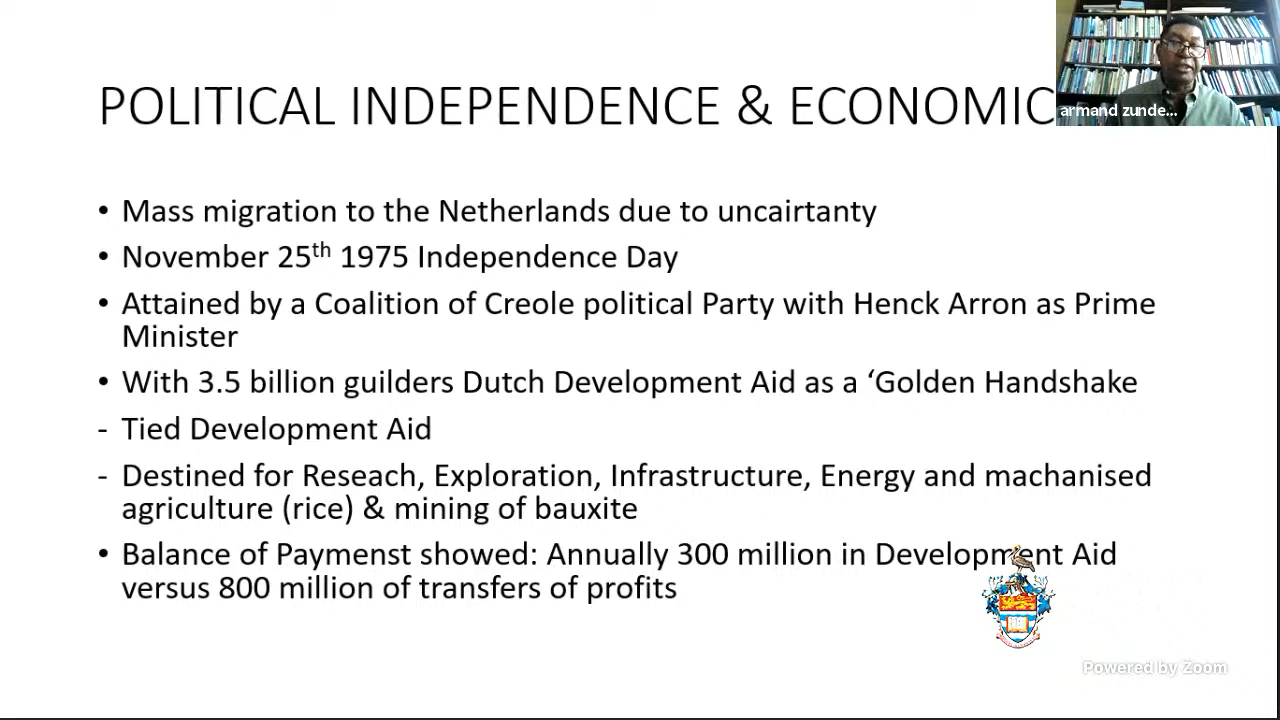 POLITICAL INDEPENDENCE & ECONOMIC
armand zunde...
• Mass migration to the Netherlands due to uncairtanty
• November 25th 1975 Independence Day
• Attained by a Coalition of Creole political Party with Henck Arron as Prime
Minister
• With 3.5 billion guilders Dutch Development Aid as a ‘Golden Handshake
- Tied Development Aid
- Destined for Reseach, Exploration, Infrastructure, Energy and machanised
agriculture (rice) & mining of bauxite
• Balance of Paymenst showed: Annually 300 million in Development Aid
versus 800 million of transfers of profits
Powered by Zoom